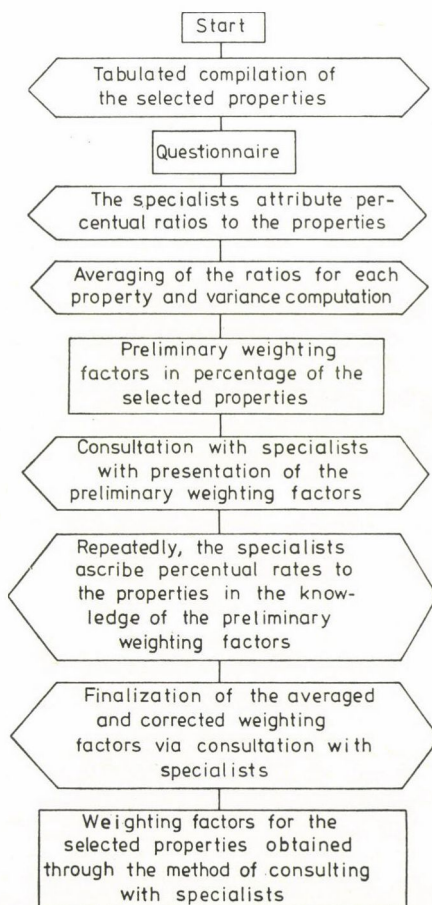 Start
Tabulated compilation of
the selected properties
Questionnaire
The specialists attribute per-
centual ratios to the properties
Averaging of the ratios for each
property and variance computation
Preliminary weighting
factors in percentage of the
selected properties
Consultation with specialists
with presentation of the
preliminary weighting factors
Repeatedly, the specialists
ascribe percentual rates to
the properties in the know-
ledge of the preliminary
weighting factors
Finalization of the averaged
and corrected weighting
factors via consultation with
specialists
Weighting factors for the
selected properties obtained
through the method of consulting
with specialists